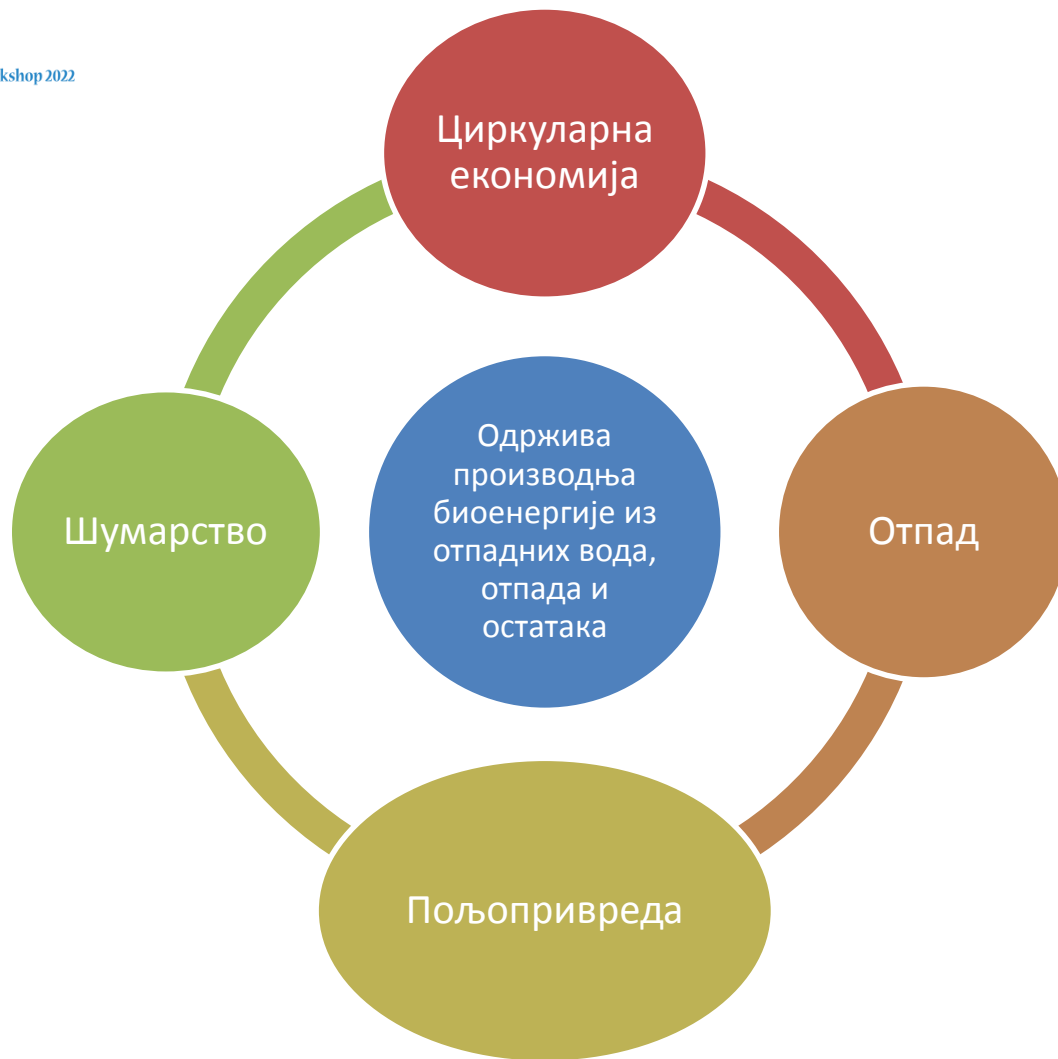 kshop 2022
Циркуларна
економија
Шумарство
Одржива
производња
биоенергије из
отпадних вода,
отпада и
остатака
Отпад
Пољопривреда